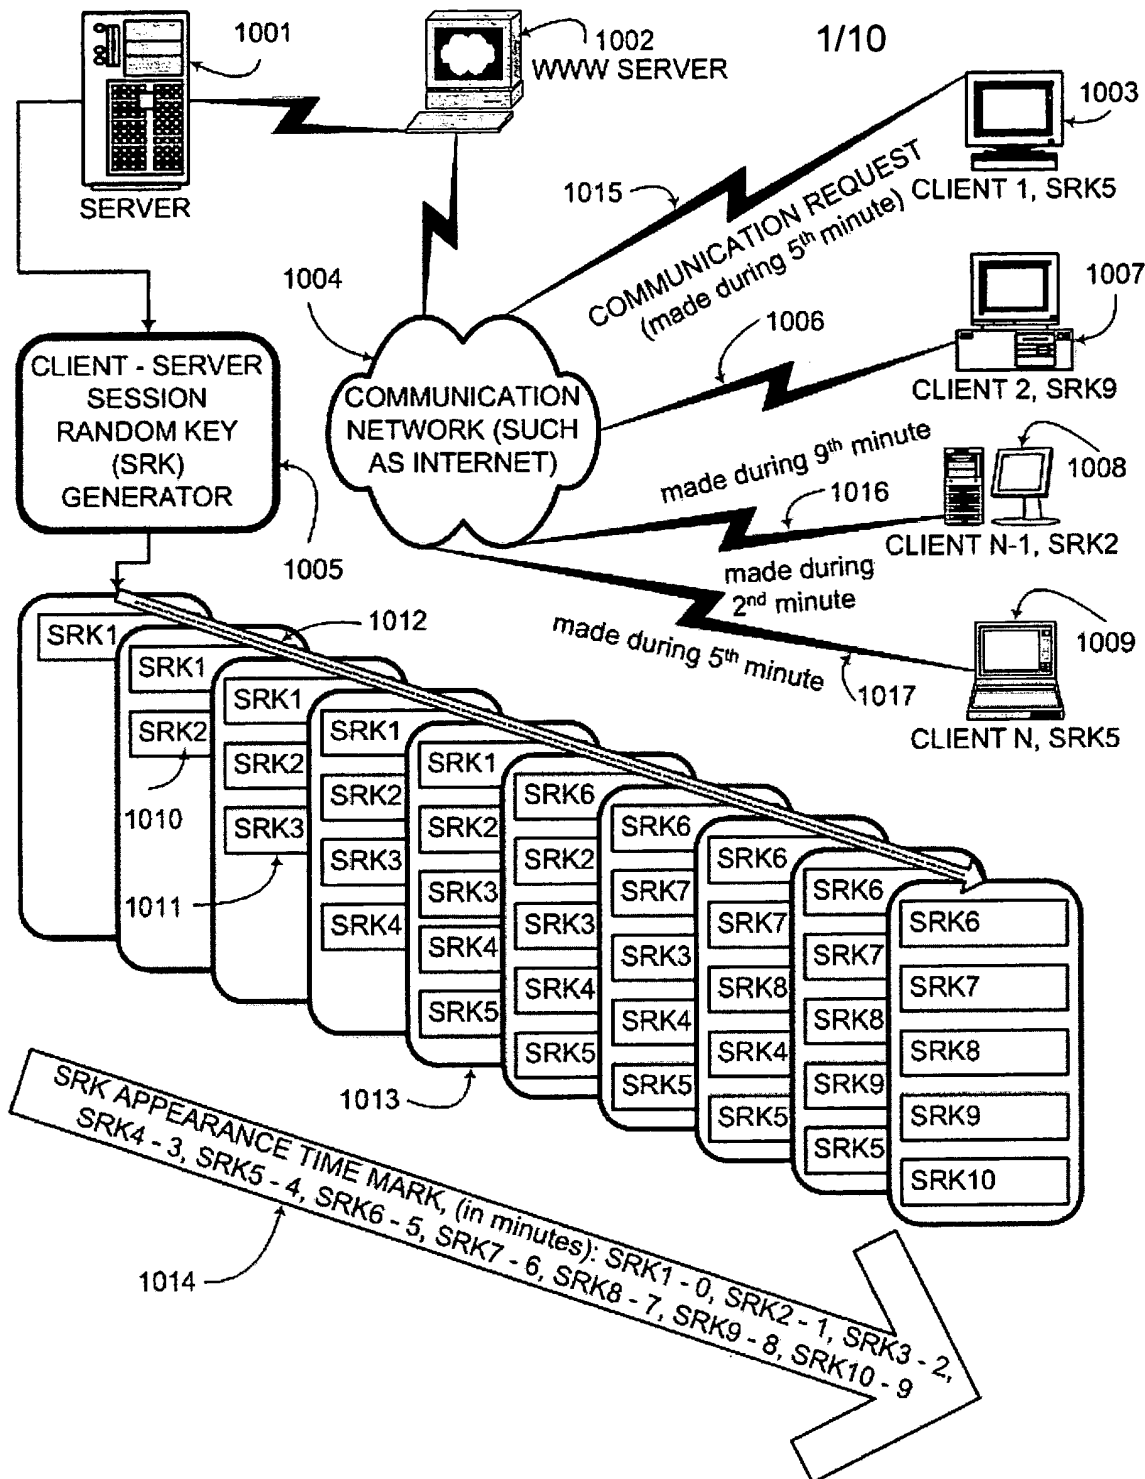 1/10
1001
SERVER
1002
WWW SERVER
1003
CLIENT 1, SRK5
1015
COMMUNICATION REQUEST
(made during 5th minute)
1004
COMMUNICATION
NETWORK (SUCH
AS INTERNET)
1006
1007
CLIENT 2, SRK9
made during 9th minute
1008
CLIENT N-1, SRK2
1016
made during
2nd minute
1009
CLIENT N, SRK5
made during 5th minute
1017
CLIENT - SERVER
SESSION
RANDOM KEY
(SRK)
GENERATOR
1005
1012
SRK1
SRK1
SRK2
1010
SRK1
SRK2
SRK3
1011
SRK1
SRK2
SRK3
SRK4
SRK1
SRK2
SRK3
SRK4
SRK5
1013
SRK6
SRK2
SRK3
SRK4
SRK5
SRK6
SRK7
SRK3
SRK4
SRK5
SRK6
SRK7
SRK8
SRK4
SRK5
SRK6
SRK7
SRK8
SRK9
SRK5
SRK6
SRK7
SRK8
SRK9
SRK10
SRK APPEARANCE TIME MARK, (in minutes): SRK1 - 0, SRK2 - 1, SRK3 - 2,
SRK4 - 3, SRK5 - 4, SRK6 - 5, SRK7 - 6, SRK8 - 7, SRK9 - 8, SRK10 - 9
1014